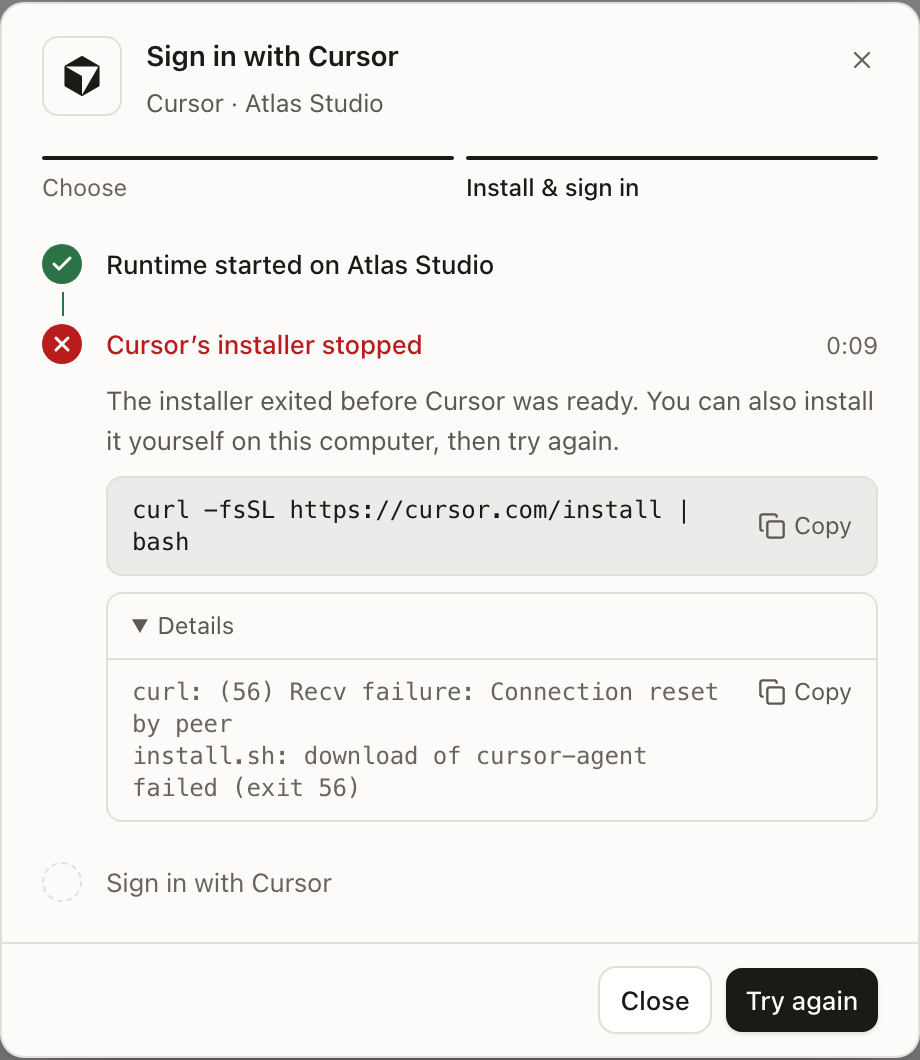 Sign in with Cursor
Cursor · Atlas Studio
Choose
Install & sign in
Runtime started on Atlas Studio
Cursor’s installer stopped
0:09
The installer exited before Cursor was ready. You can also install
it yourself on this computer, then try again.
curl -fsSL https://cursor.com/install |
bash
Copy
▼ Details
curl: (56) Recv failure: Connection reset
by peer
install.sh: download of cursor-agent
failed (exit 56)
Copy
Sign in with Cursor
Close
Try again